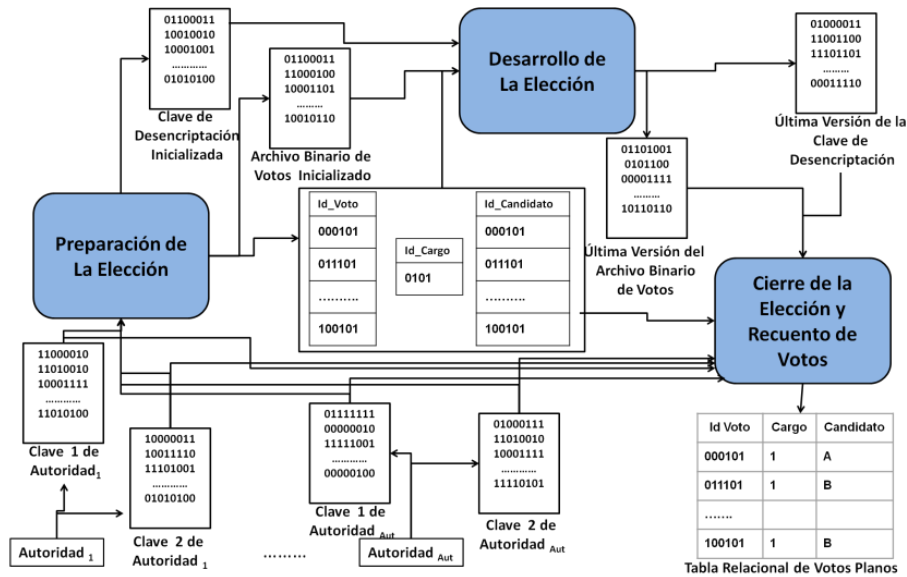 01100011
10010010
10001001
…………
01010100
Clave de
Desencriptación
Inicializada
01100011
11000100
10001101
………
10010110
Archivo Binario de
Votos Inicializado
Desarrollo de
La Elección
01000011
11001100
11101101
………
00011110
Última Versión de la
Clave de
Desencriptación
01101001
0101100
00001111
………
10110110
Última Versión del
Archivo Binario
de Votos
Preparación de
La Elección
Id_Voto
000101
011101
……….
100101
Id_Cargo
0101
Id_Candidato
000101
011101
……….
100101
Cierre de la
Elección y
Recuento de
Votos
11000010
11010010
10001111
…………
11010100
Clave 1 de
Autoridad1
10000011
10011110
11101001
…………
01010100
Clave 2 de
Autoridad 1
01111111
00000010
11111001
…………
00000100
Clave 1 de
Autoridad Aut
01000111
11010010
10001111
…………
11110101
Clave 2 de
Autoridad Aut
Autoridad 1
………
Autoridad Aut
Id Voto Cargo Candidato
000101 1 A
011101 1 B
…….
100101 1 B
Tabla Relacional de Votos Planos